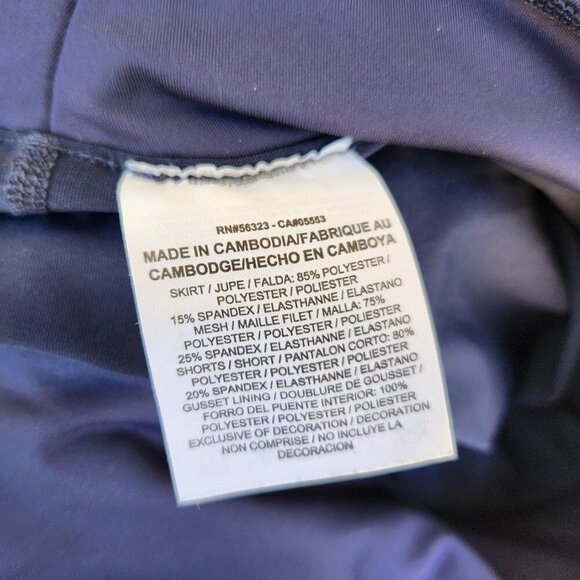 RN#56323 - CA#05553
MADE IN CAMBODIA/FABRIQUE AU
CAMBODGE/HECHO EN CAMBOYA
SKIRT / JUPE / FALDA: 85% POLYESTER /
POLYESTER / POLIESTER
15% SPANDEX / ELASTHANNE / ELASTANO
MESH / MAILLE FILET / MALLA: 75%
POLYESTER / POLYESTER / POLIESTER
25% SPANDEX / ELASTHANNE / ELASTANO
SHORTS / SHORT / PANTALON CORTO: 80%
POLYESTER / POLYESTER / POLIESTER
20% SPANDEX / ELASTHANNE / ELASTANO
GUSSET LINING / DOUBLURE DE GOUSSET /
FORRO DEL PUENTE INTERIOR: 100%
POLYESTER / POLYESTER / POLIESTER
EXCLUSIVE OF DECORATION / DECORATION
NON COMPRISE / NO INCLUYE LA
DECORACION